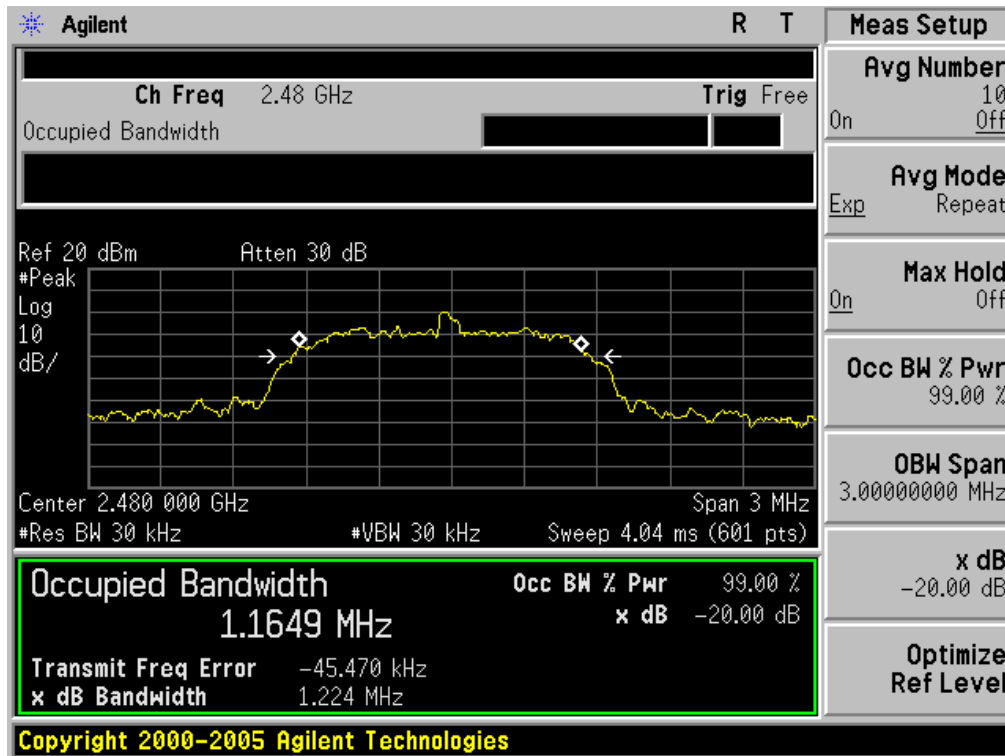 Agilent R T
Ch Freq 2.48 GHz Trig Free
Occupied Bandwidth
Ref 20 dBm Atten 30 dB
#Peak
Log
10
dB/
Center 2.480 000 GHz Span 3 MHz
#Res BW 30 kHz #VBW 30 kHz Sweep 4.04 ms (601 pts)
Occupied Bandwidth Occ BW % Pwr 99.00 %
1.1649 MHz x dB -20.00 dB
Transmit Freq Error -45.470 kHz
x dB Bandwidth 1.224 MHz
Copyright 2000-2005 Agilent Technologies
Meas Setup
Avg Number
10
On Off
Avg Mode
Exp Repeat
Max Hold
On Off
Occ BW % Pwr
99.00 %
OBW Span
3.00000000 MHz
x dB
-20.00 dB
Optimize
Ref Level